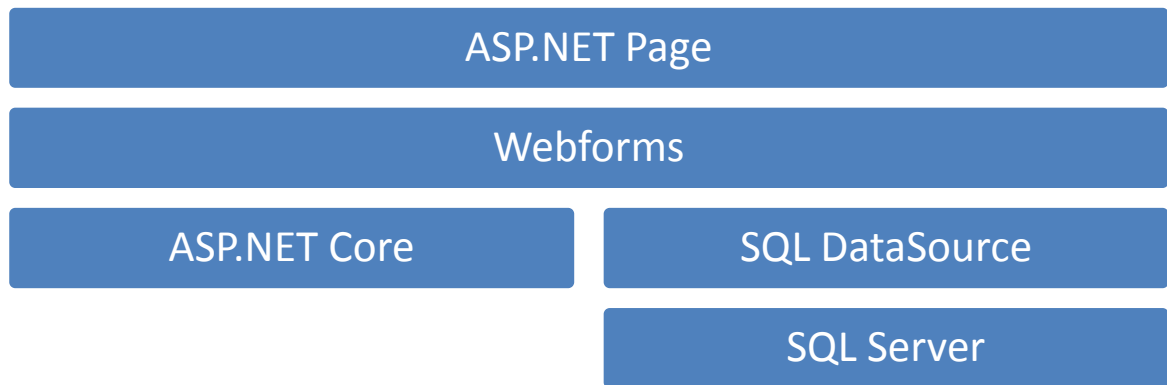 ASP.NET Page
Webforms
ASP.NET Core
SQL DataSource
SQL Server